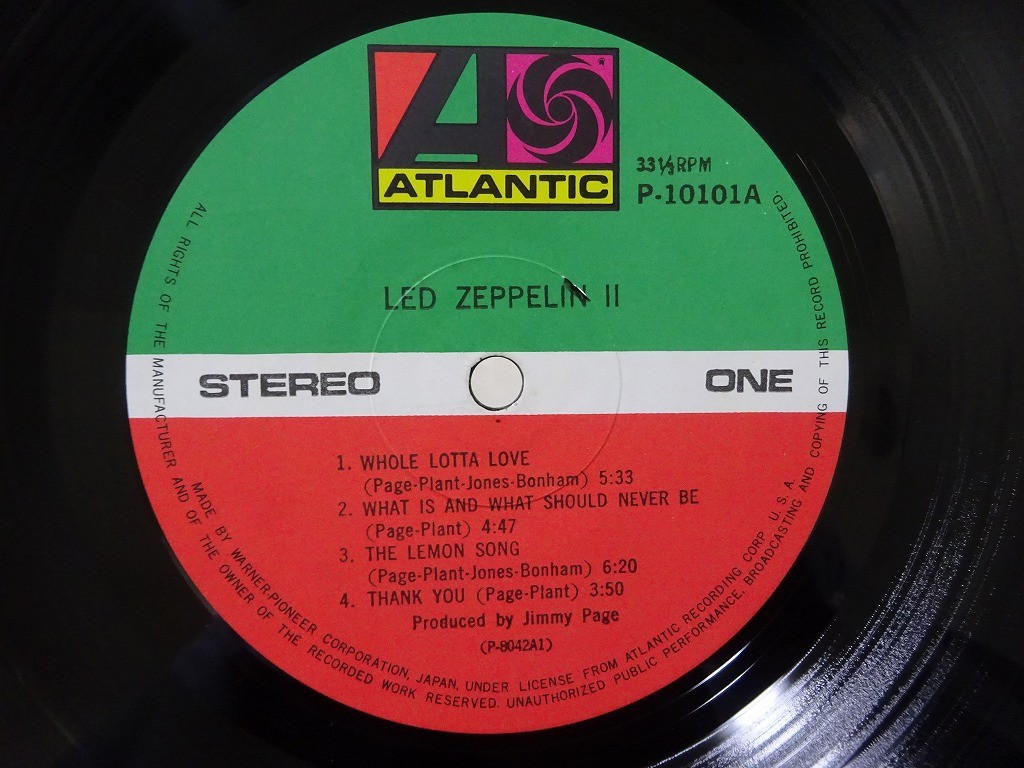 ATLANTIC
33⅓RPM
P-10101A
LED ZEPPELIN II
STEREO
ONE
1. WHOLE LOTTA LOVE
(Page-Plant-Jones-Bonham) 5:33
2. WHAT IS AND WHAT SHOULD NEVER BE
(Page-Plant) 4:47
3. THE LEMON SONG
(Page-Plant-Jones-Bonham) 6:20
4. THANK YOU (Page-Plant) 3:50
Produced by Jimmy Page
(P-8042A1)
MADE BY WARNER-PIONEER CORPORATION, JAPAN, UNDER LICENSE FROM ATLANTIC RECORDING CORP. U.S.A.
ALL RIGHTS OF THE MANUFACTURER AND OF THE OWNER OF THE RECORDED WORK RESERVED. UNAUTHORIZED PUBLIC PERFORMANCE, BROADCASTING AND COPYING OF THIS RECORD PROHIBITED.